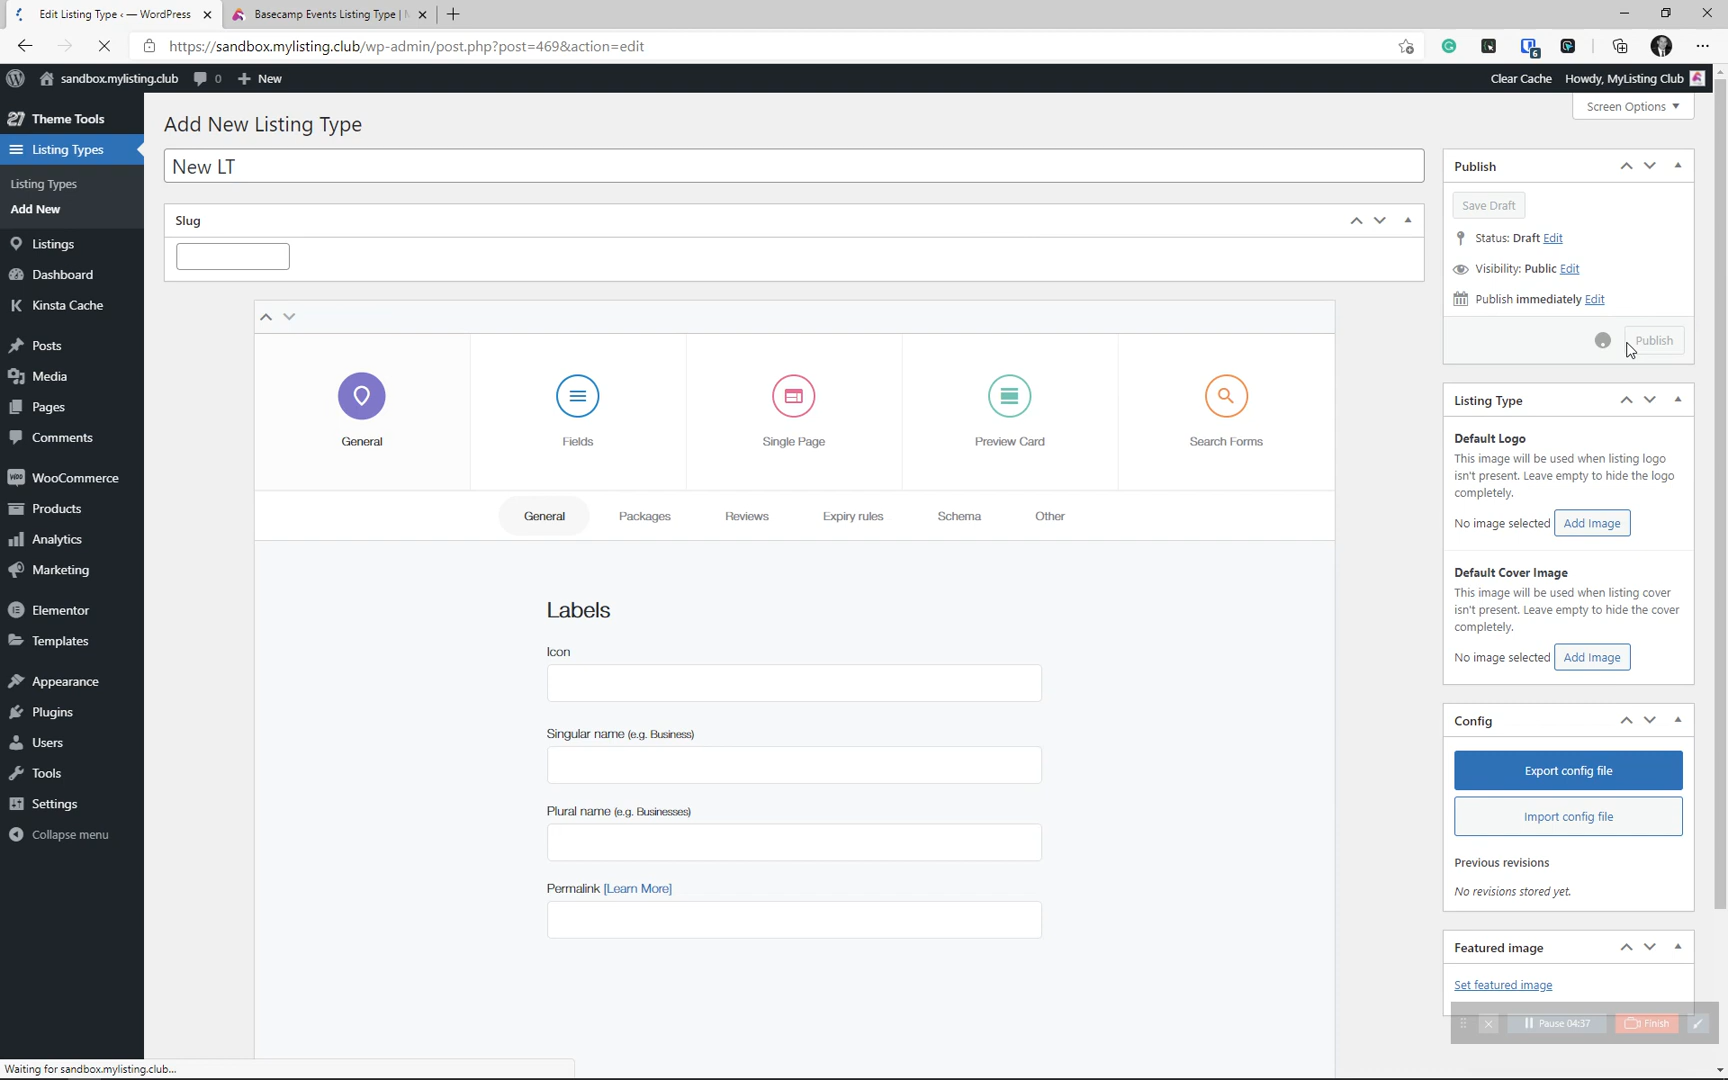 Edit Listing Type ‹ — WordPress
Basecamp Events Listing Type |
https://sandbox.mylisting.club/wp-admin/post.php?post=469&action=edit
6
sandbox.mylisting.club
0
New
Clear Cache
Howdy, MyListing Club
27 Theme Tools
Listing Types
Listing Types
Add New
Listings
Dashboard
K Kinsta Cache
Posts
Media
Pages
Comments
Woo WooCommerce
Products
Analytics
Marketing
Elementor
Templates
Appearance
Plugins
Users
Tools
Settings
Collapse menu
Screen Options
Add New Listing Type
New LT
Slug
General
Fields
Single Page
Preview Card
Search Forms
General
Packages
Reviews
Expiry rules
Schema
Other
Labels
Icon
Singular name (e.g. Business)
Plural name (e.g. Businesses)
Permalink [Learn More]
Publish
Save Draft
Status: Draft Edit
Visibility: Public Edit
Publish immediately Edit
Publish
Listing Type
Default Logo
This image will be used when listing logo
isn't present. Leave empty to hide the logo
completely.
No image selected Add Image
Default Cover Image
This image will be used when listing cover
isn't present. Leave empty to hide the cover
completely.
No image selected Add Image
Config
Export config file
Import config file
Previous revisions
No revisions stored yet.
Featured image
Set featured image
Pause 04:37
Finish
Waiting for sandbox.mylisting.club...